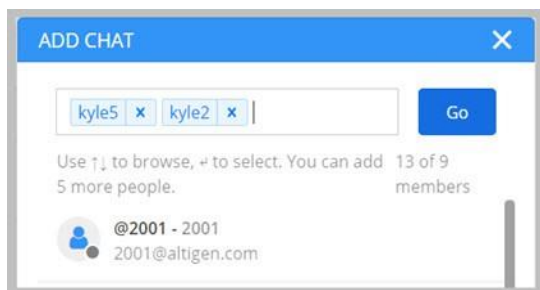 ADD CHAT
kyle5 x kyle2 x
Go
Use ↑↓ to browse, ↵ to select. You can add
5 more people.
13 of 9
members
@2001 - 2001
2001@altigen.com